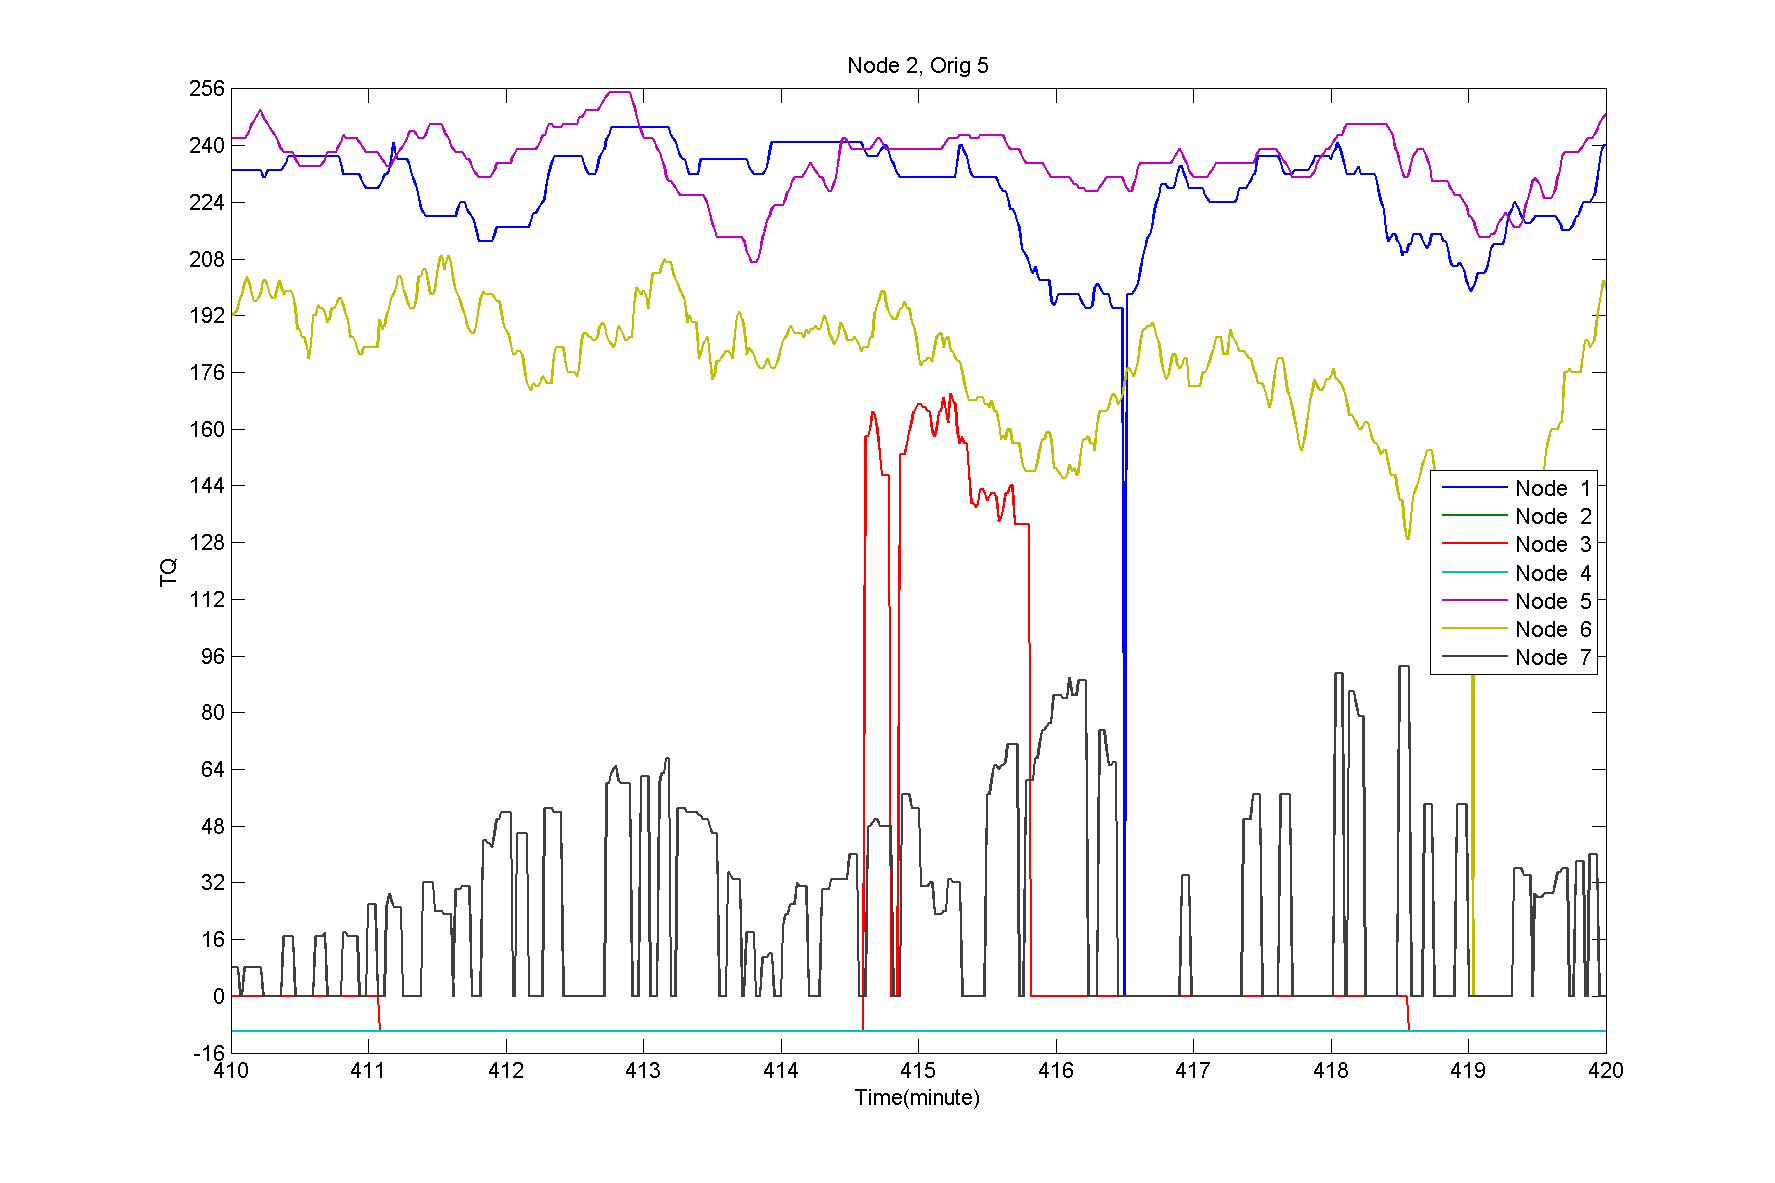 Node 2, Orig 5
256
240
224
208
192
176
160
144
128
112
96
80
64
48
32
16
0
-16
TQ
Node 1
Node 2
Node 3
Node 4
Node 5
Node 6
Node 7
410 411 412 413 414 415 416 417 418 419 420
Time(minute)